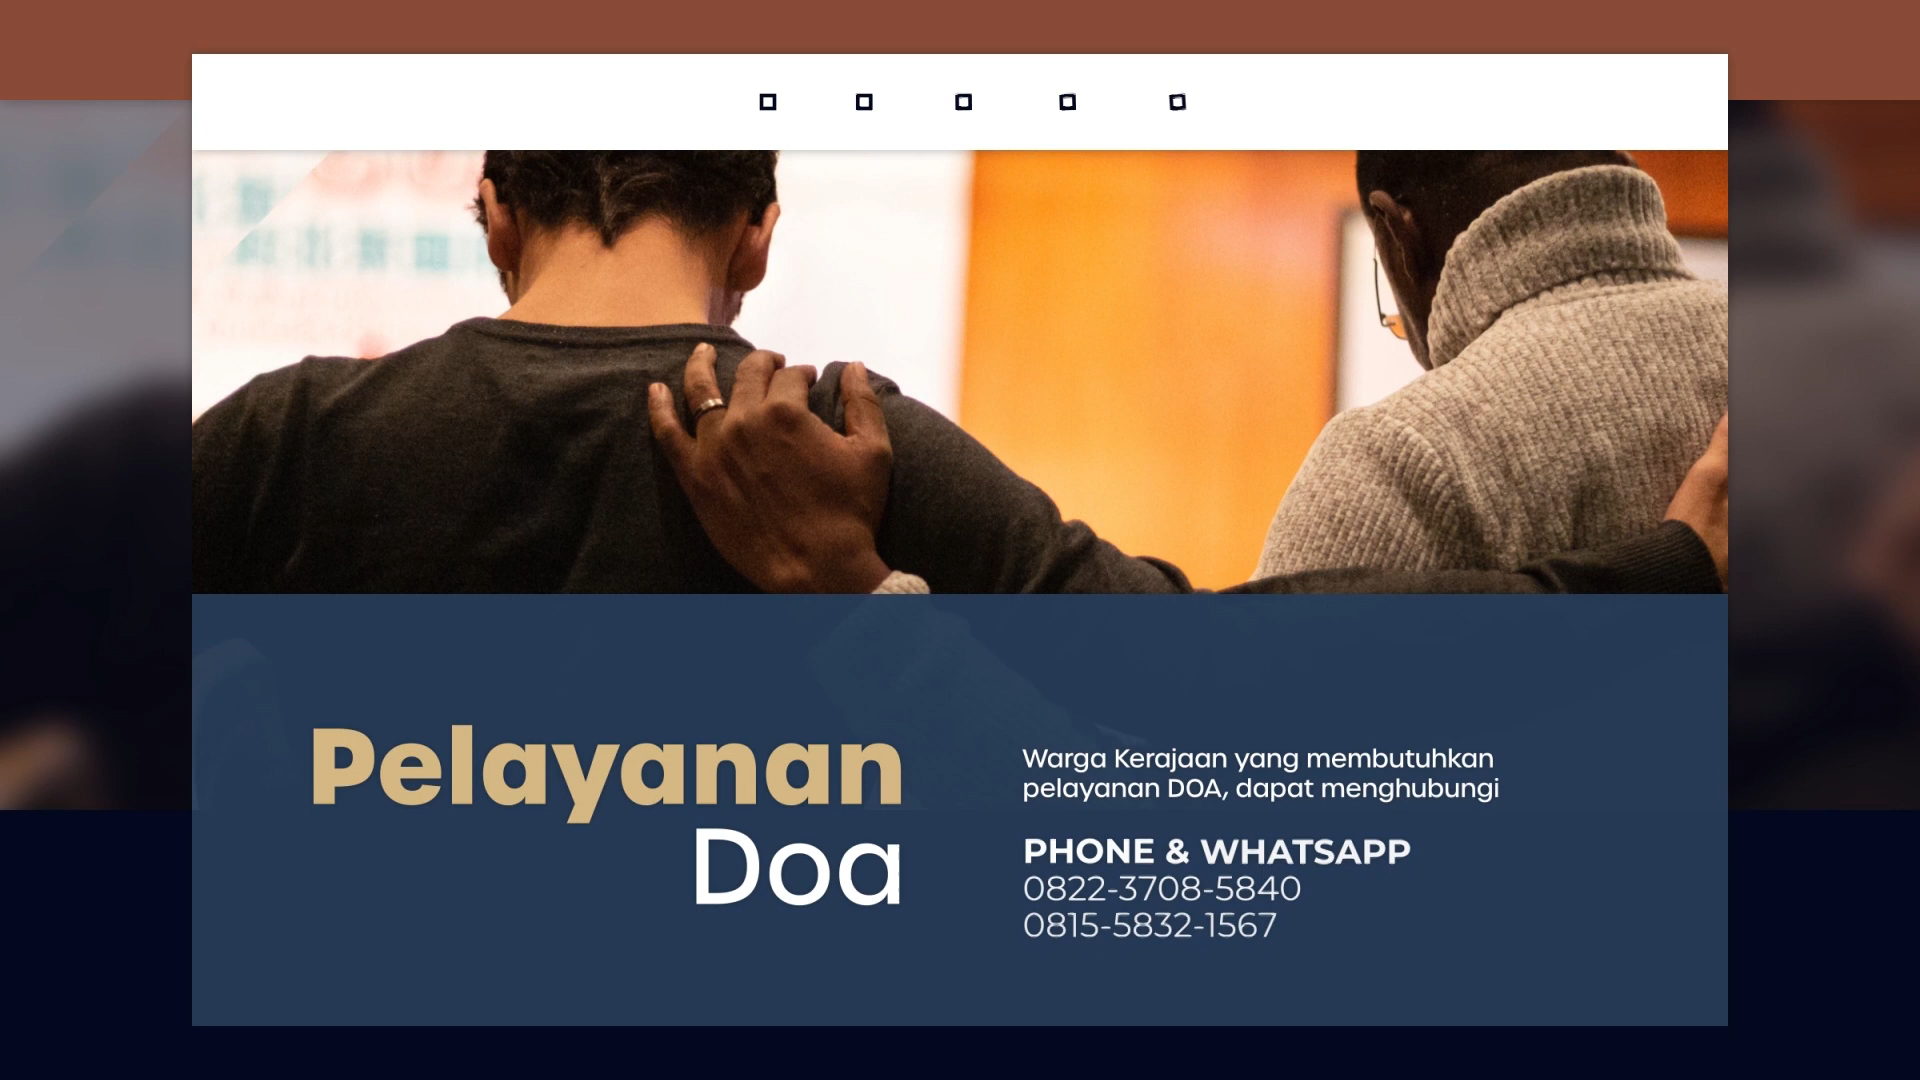 Pelayanan
Doa
Warga Kerajaan yang membutuhkan
pelayanan DOA, dapat menghubungi
PHONE & WHATSAPP
0822-3708-5840
0815-5832-1567